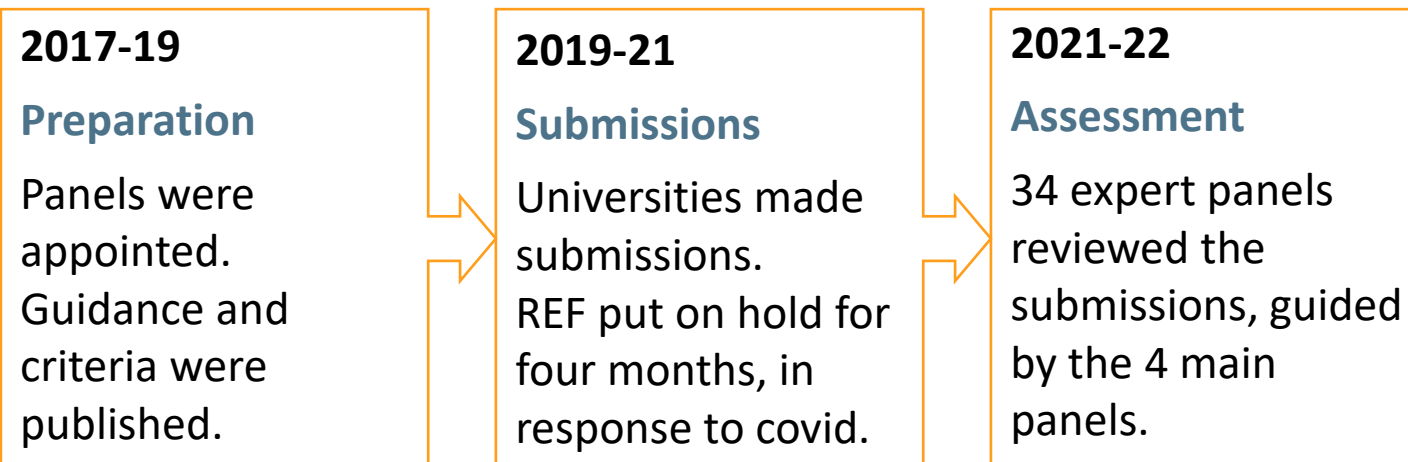 2017-19
Preparation
Panels were
appointed.
Guidance and
criteria were
published.
2019-21
Submissions
Universities made
submissions.
REF put on hold for
four months, in
response to covid.
2021-22
Assessment
34 expert panels
reviewed the
submissions, guided
by the 4 main
panels.